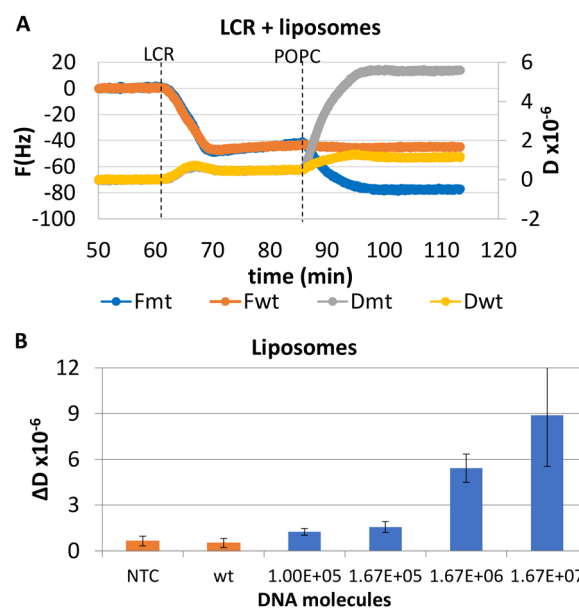 A
LCR + liposomes
LCR
POPC
20
0
-20
-40
-60
-80
-100
F(Hz)
6
4
2
0
-2
D x10-6
50 60 70 80 90 100 110 120
time (min)
Fmt Fwt Dmt Dwt
B
Liposomes
12
9
6
3
0
ΔD x10-6
NTC wt 1.00E+05 1.67E+05 1.67E+06 1.67E+07
DNA molecules